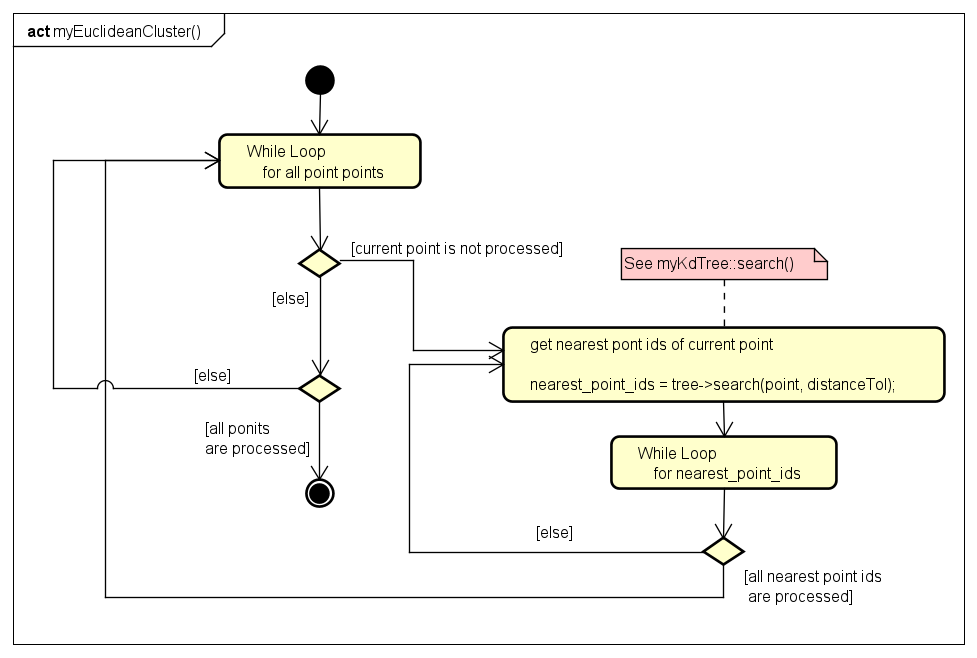 act myEuclideanCluster()
While Loop
for all point points
[current point is not processed]
See myKdTree::search()
[else]
get nearest pont ids of current point
nearest_point_ids = tree->search(point, distanceTol);
[else]
[all ponits
are processed]
While Loop
for nearest_point_ids
[else]
[all nearest point ids
are processed]